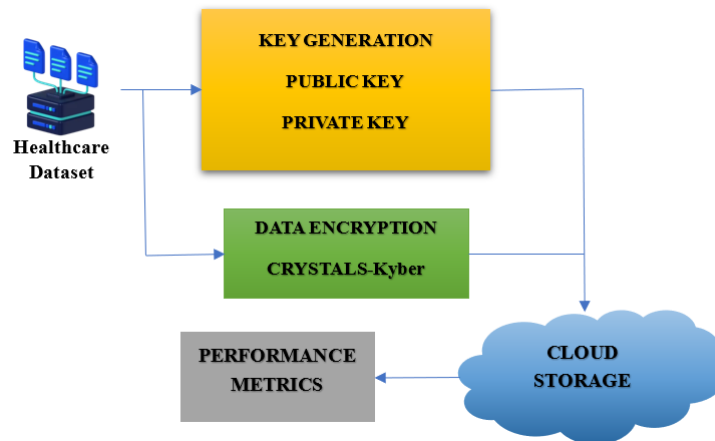 KEY GENERATION
PUBLIC KEY
PRIVATE KEY
Healthcare
Dataset
DATA ENCRYPTION
CRYSTALS-Kyber
PERFORMANCE
METRICS
CLOUD
STORAGE